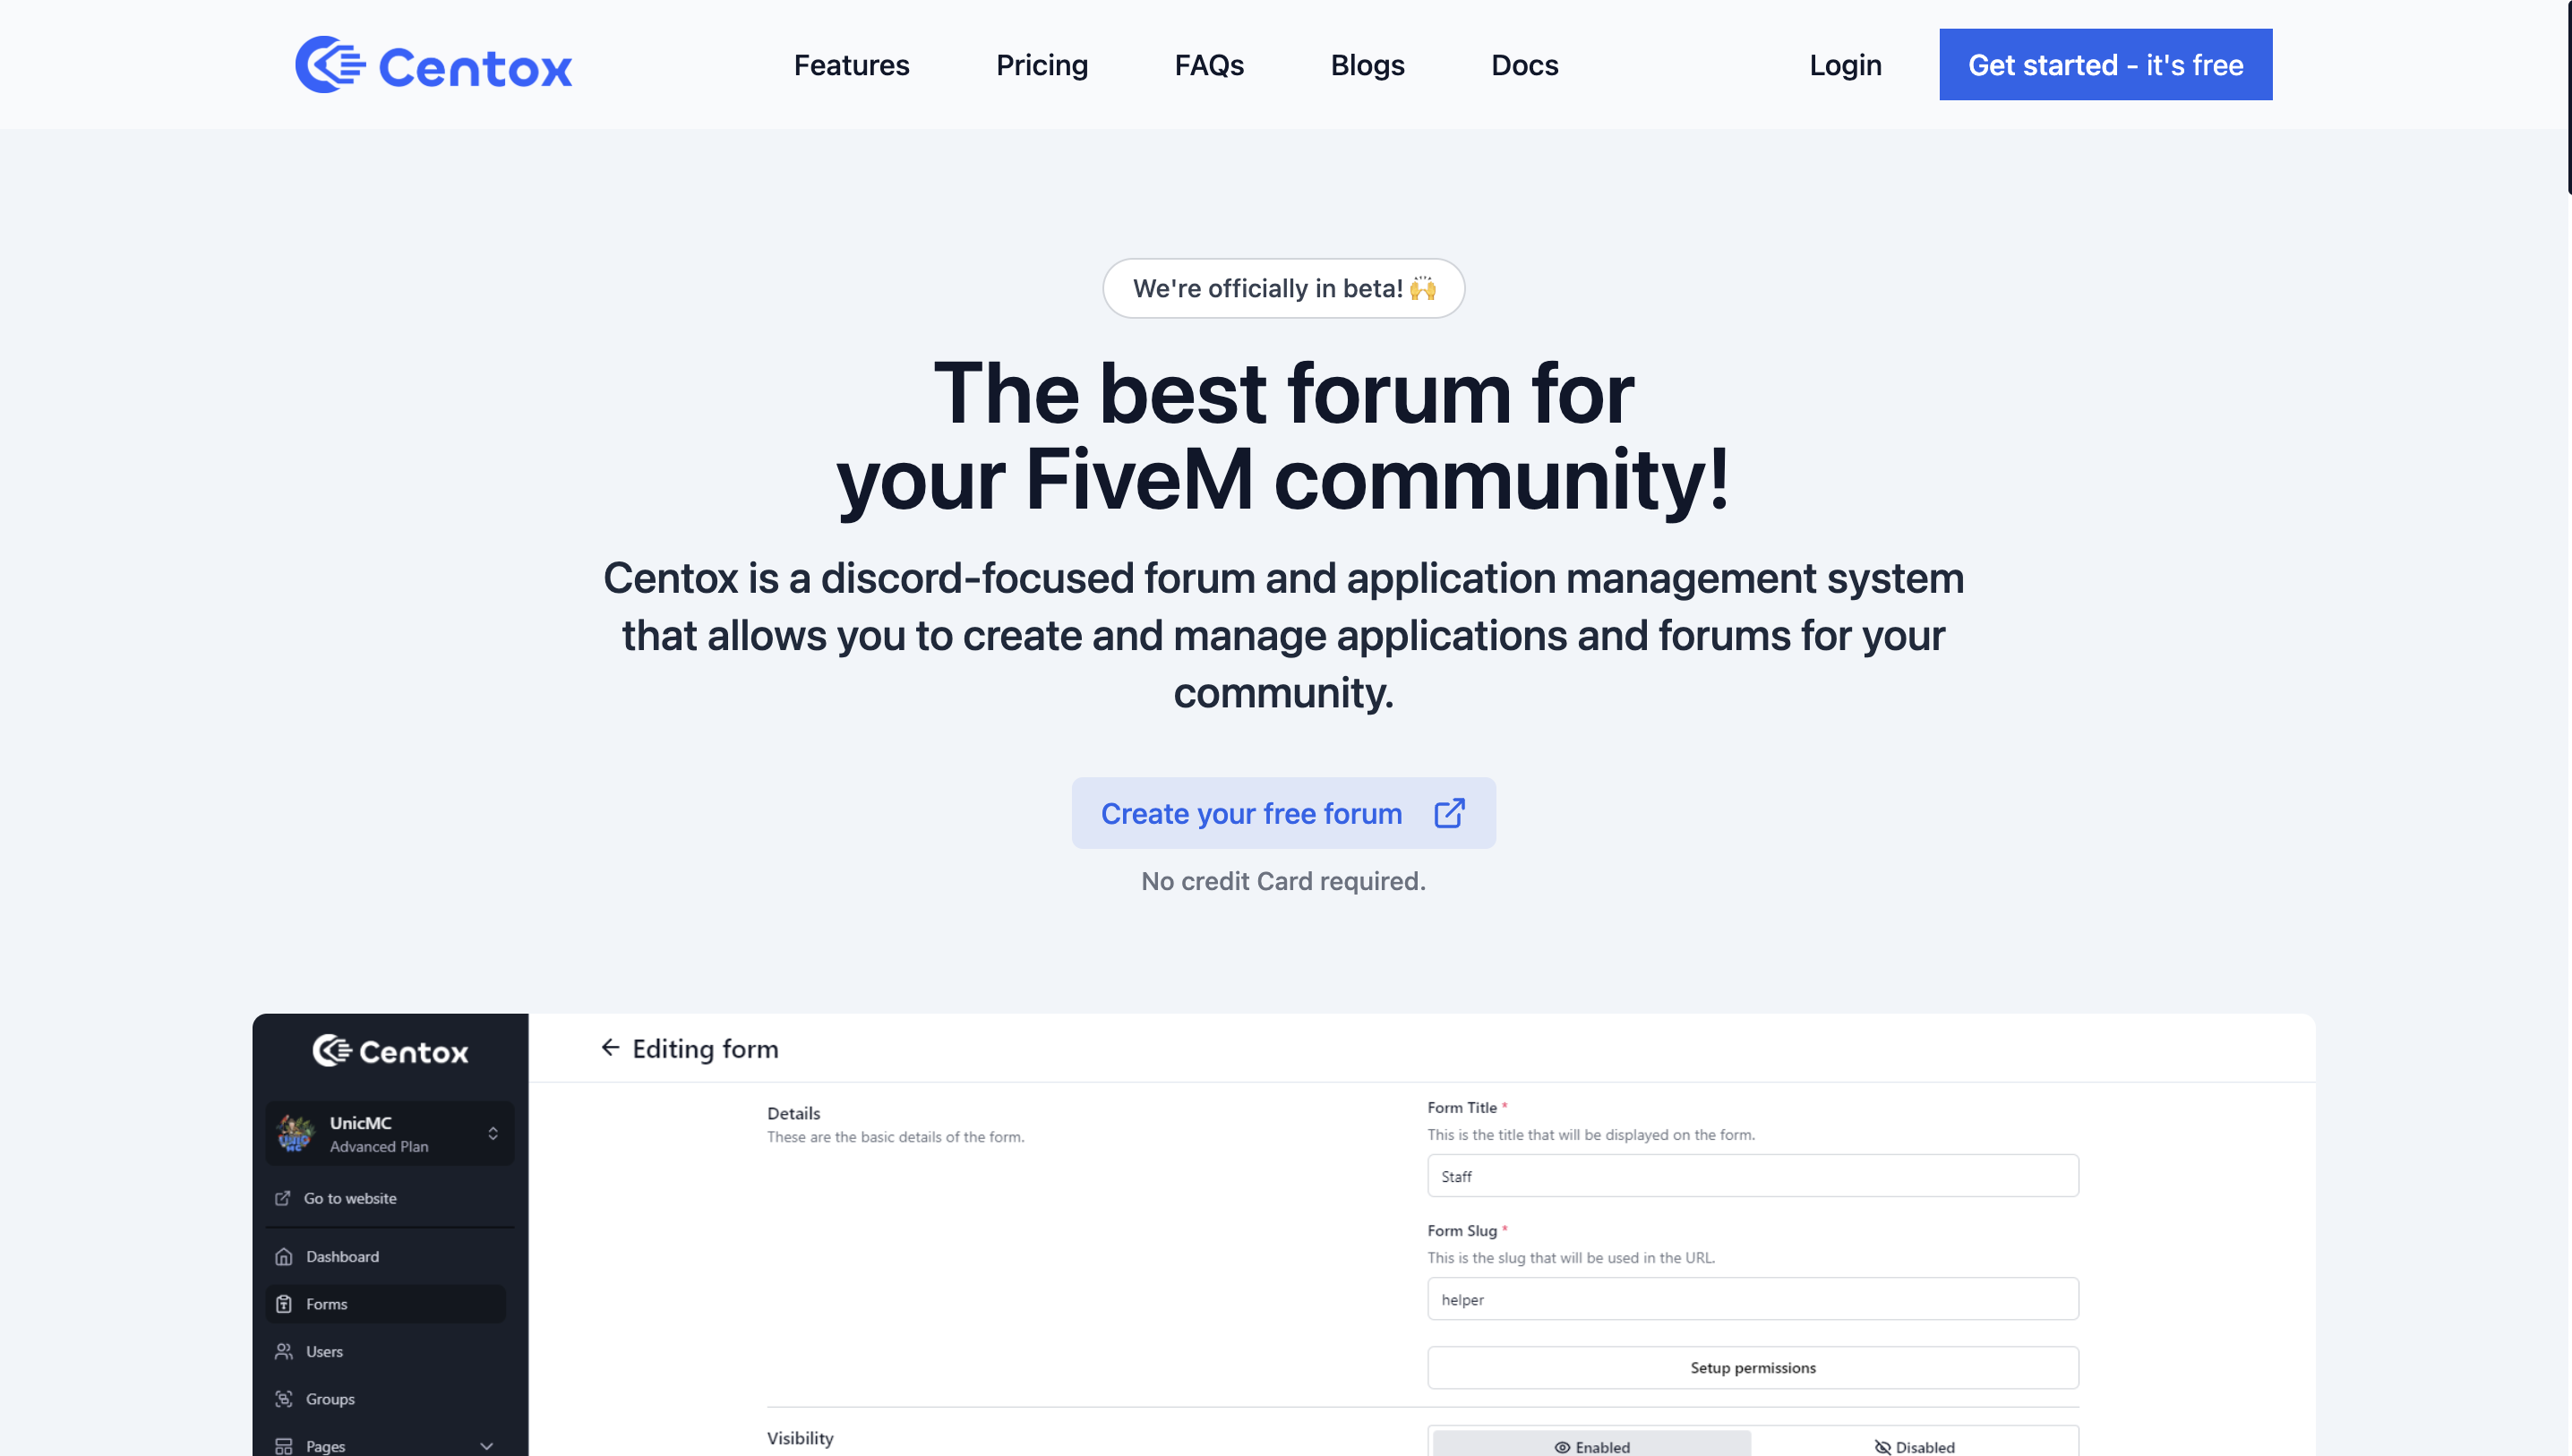 Centox
Features
Pricing
FAQs
Blogs
Docs
Login
Get started - it's free
We're officially in beta! 🙌
The best forum for
your FiveM community!
Centox is a discord-focused forum and application management system
that allows you to create and manage applications and forums for your
community.
Create your free forum
No credit Card required.
Centox
UnicMC
Advanced Plan
Go to website
Dashboard
Forms
Users
Groups
Pages
Editing form
Details
These are the basic details of the form.
Form Title *
This is the title that will be displayed on the form.
Staff
Form Slug *
This is the slug that will be used in the URL.
helper
Setup permissions
Visibility
Enabled
Disabled